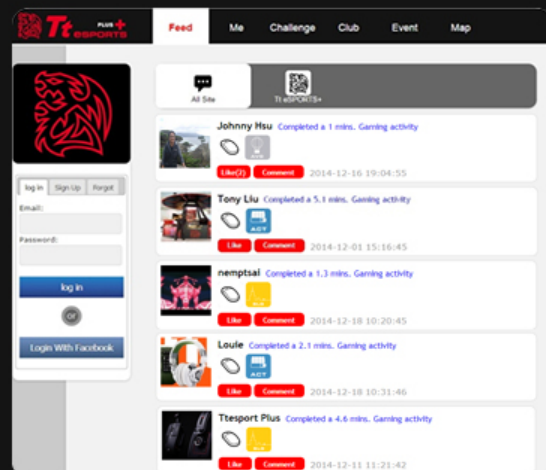 Tt eSPORTS PLUS+
Feed Me Challenge Club Event Map
All Site Tt eSPORTS+
log in Sign Up Forgot
Email:
Password:
log in
or
Login With Facebook
Johnny Hsu Completed a 1 mins. Gaming activity
Like(2) Comment 2014-12-16 19:04:55
Tony Liu Completed a 5.1 mins. Gaming activity
ACT
Like Comment 2014-12-01 15:16:45
nemptsai Completed a 1.3 mins. Gaming activity
Like Comment 2014-12-18 10:20:45
Louie Completed a 2.1 mins. Gaming activity
ACT
Like Comment 2014-12-18 10:31:46
Ttesport Plus Completed a 4.6 mins. Gaming activity
Like Comment 2014-12-11 11:21:42